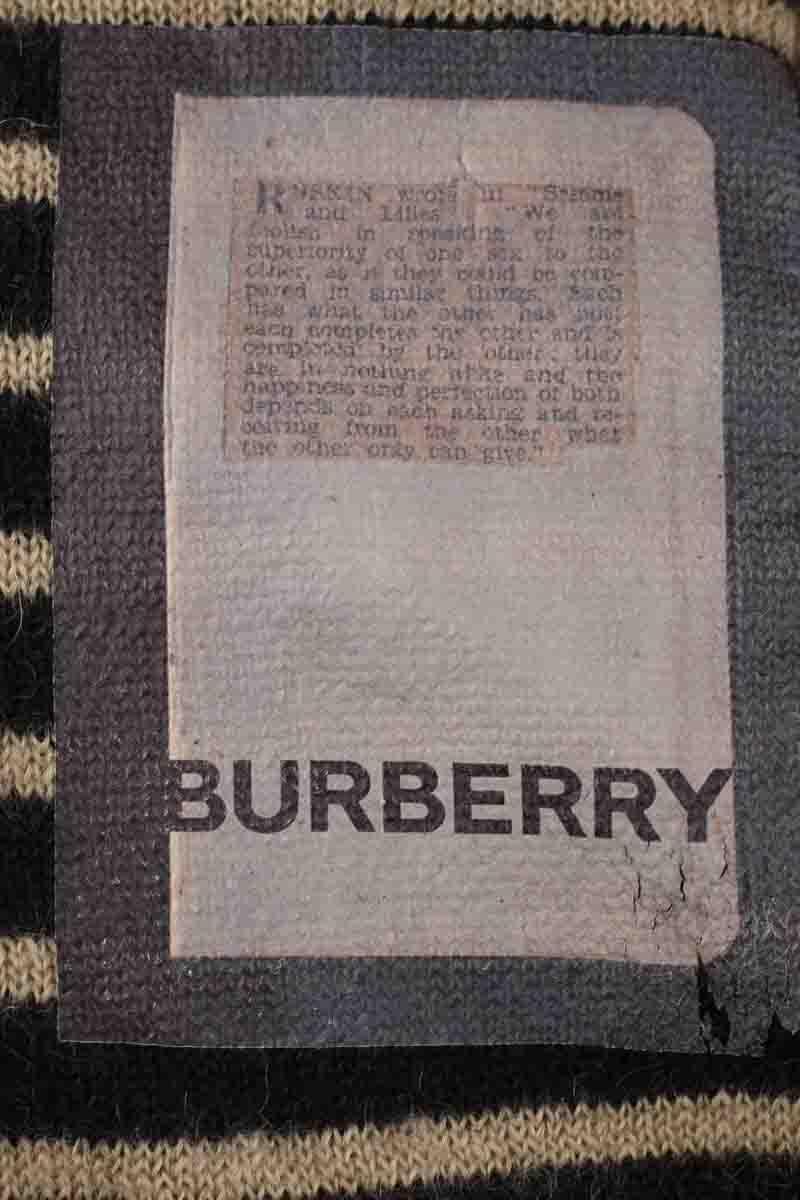 RUSKIN wrote in "Sesame
and Lilies": "We are
foolish in speaking of the
superiority of one sex to the
other, as if they could be com-
pared in similar things. Each
has what the other has not;
each completes the other and is
completed by the other; they
are in nothing alike and the
happiness and perfection of both
depends on each asking and re-
ceiving from the other what
the other only can give."
BURBERRY